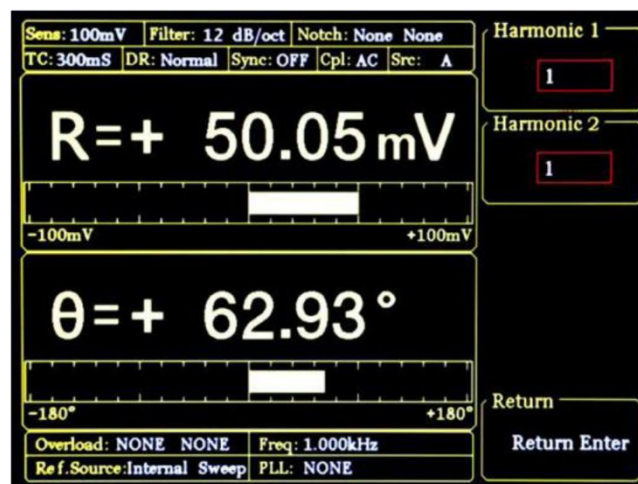 Sens: 100mV Filter: 12 dB/oct Notch: None None
TC: 300mS DR: Normal Sync: OFF Cpl: AC Src: A
R=+ 50.05 mV
-100mV +100mV
θ=+ 62.93°
-180° +180°
Overload: NONE NONE Freq: 1.000kHz
Ref.Source:Internal Sweep PLL: NONE
Harmonic 1
1
Harmonic 2
1
Return
Return Enter